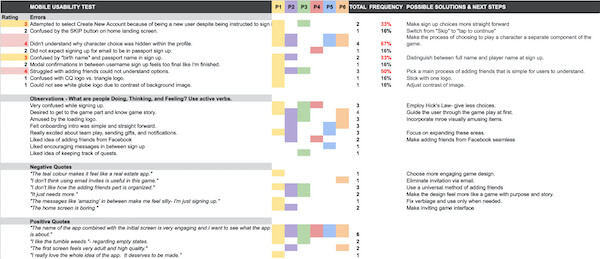 MOBILE USABILITY TEST P1 P2 P3 P4 P5 P6 TOTAL FREQUENCY POSSIBLE SOLUTIONS & NEXT STEPS
Rating Errors
3 Attempted to select Create New Account because of being a new user despite being instructed to sign 2 33% Make sign up choices more straight forward
2 Confused by the SKIP button on home landing screen. 1 16% Switch from "Skip" to "tap to continue"
Make the process of choosing to play a character a separate component of the
4 Didn't understand why character choice was hidden within the profile. 4 67% game.
2 Did not expect signing up for email to be in passport sign up. 1 16%
3 Confused by "birth name" and passport name in sign up. 2 33% Distinguish between full name and player name at sign up.
2 Modal confirmations in between username sign up feels too final like I'm finished. 1 16%
4 Struggled with adding friends could not understand options. 3 50% Pick a main process of adding friends that is simple for users to understand.
1 Confused with CQ logo vs. triangle logo. 1 16% Stick with one logo.
1 Could not see white globe logo due to contrast of background image. 1 16% Adjust contrast of image.
Observations - What are people Doing, Thinking, and Feeling? Use active verbs.
Very confused while signing up. 3 Employ Hick's Law- give less choices.
Desired to get to the game part and know game story. 2 Guide the user through the game play at first.
Amused by the loading logo. 3 Incorporate mroe visually amusing items.
Felt onboarding intro was simple and straight forward. 2
Really excited about team play, sending gifts, and notifications. 3 Focus on expanding these areas.
Liked idea of adding friends from Facebook 2 Make adding friends from Facebook seamless
Liked encouraging messages in between sign up 1
Liked idea of keeping track of quests. 3
Negative Quotes
"The teal colour makes it feel like a real estate app." 1 Choose more engaging game design.
"I don't think using email invites is useful in this game." 1 Eliminate invitation via email.
"I don't like how the adding friends part is organized." 3 Use a universal method of adding friends
"It just needs more." 2 Make the design feel more like a game with purpose and story.
"The messages like 'amazing' in between make me feel silly- I'm just signing up." 1 Fix verbiage and use only when needed.
"The home screen is boring." 2 Make inviting game interface
Positive Quotes
"The name of the app combined with the initial screen is very engaging and I want to see what the app
is about." 6
"I like the tumble weeds."- regarding empty states. 2
"The first screen feels very adult and high quality." 2
"I really love the whole idea of the app. It deserves to be made." 1